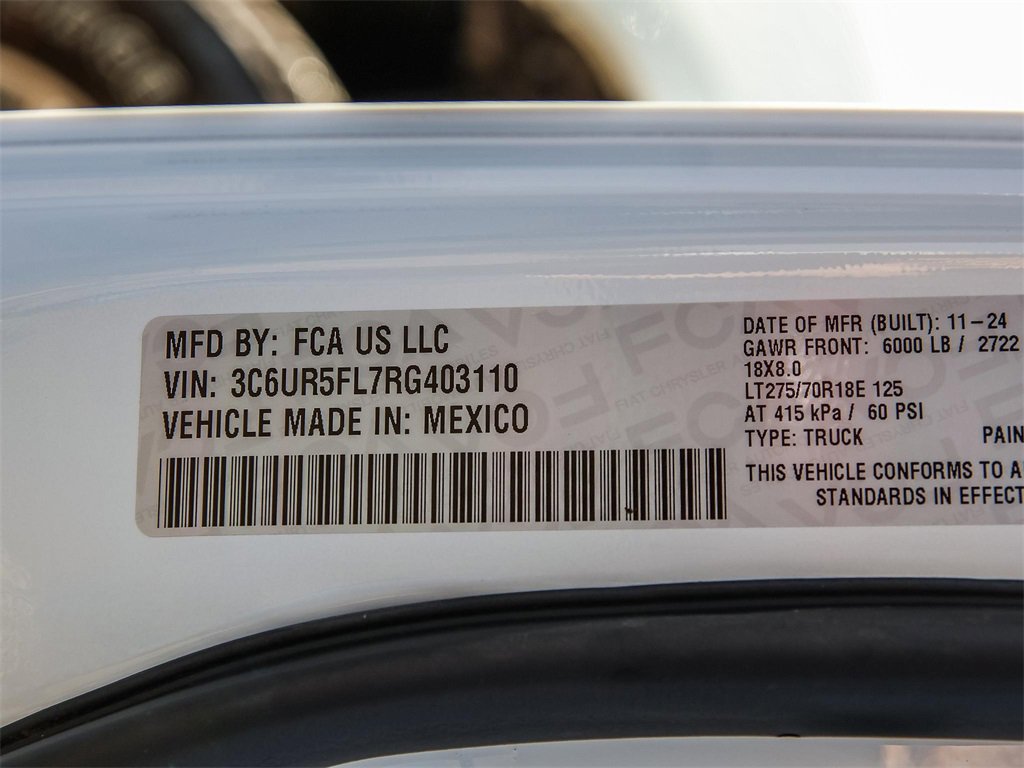 MFD BY: FCA US LLC
VIN: 3C6UR5FL7RG403110
VEHICLE MADE IN: MEXICO
DATE OF MFR (BUILT): 11-24
GAWR FRONT: 6000 LB / 2722
18X8.0
LT275/70R18E 125
AT 415 kPa / 60 PSI
TYPE: TRUCK PAIN
THIS VEHICLE CONFORMS TO A
STANDARDS IN EFFECT